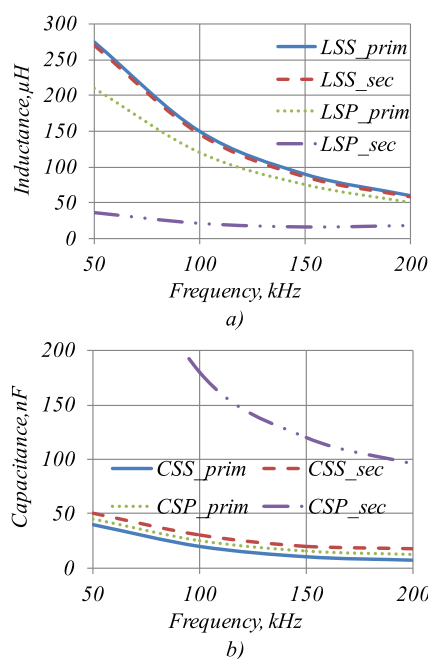 300
250
200
150
100
50
0
Inductance,µH
LSS_prim
LSS_sec
LSP_prim
LSP_sec
50 100 150 200
Frequency, kHz
a)
200
150
100
50
0
Capacitance,nF
CSS_prim CSS_sec
CSP_prim CSP_sec
50 100 150 200
Frequency, kHz
b)